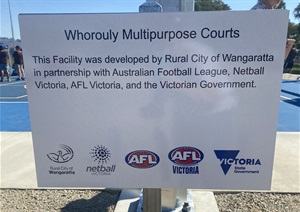 Whorouly Multipurpose Courts
This Facility was developed by Rural City of Wangaratta
in partnership with Australian Football League, Netball
Victoria, AFL Victoria, and the Victorian Government.
Rural City of
Wangaratta
netball
VICTORIA
AFL
AFL
VICTORIA
VICTORIA
State
Government